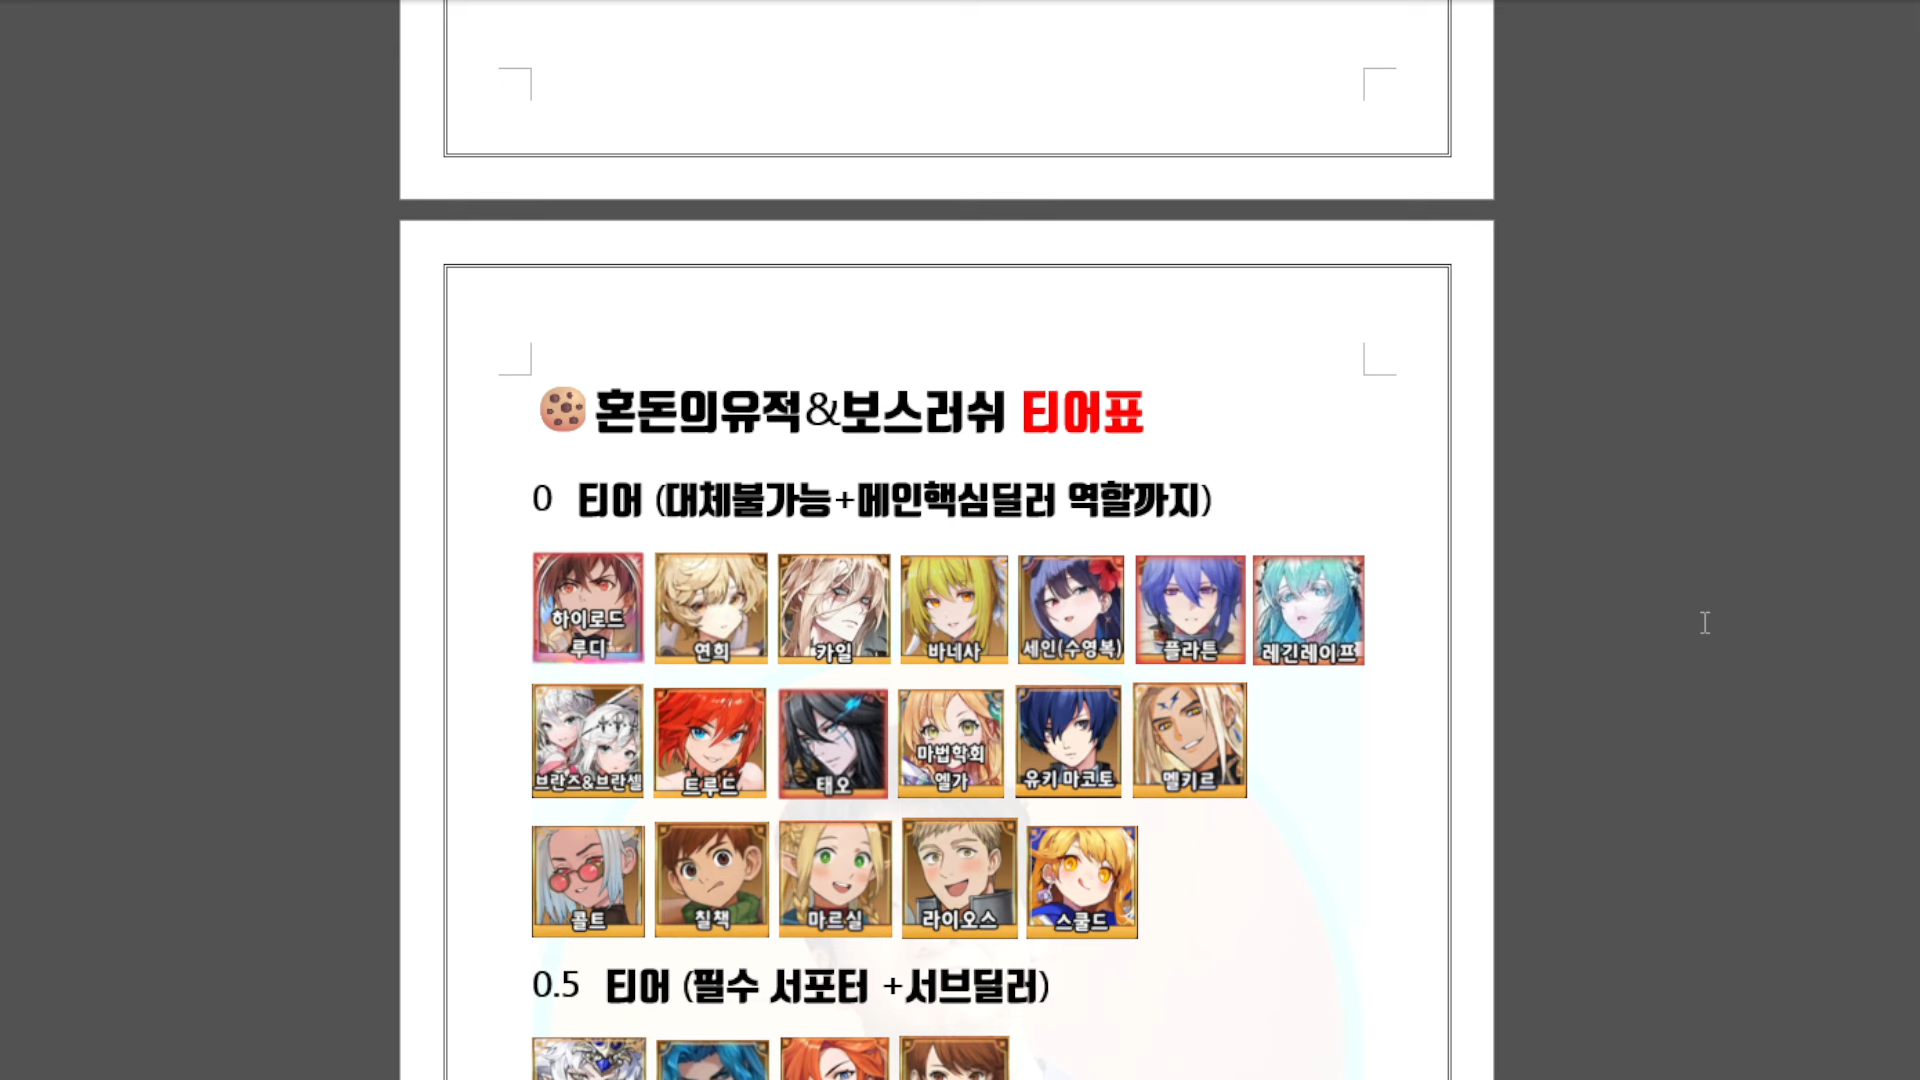 혼돈의유적&보스러쉬 티어표
0 티어 (대체불가능+메인핵심딜러 역할까지)
하이로드 루디 연희 카일 바네사 세인(수영복) 플라튼 레긴레이프
브란즈&브란셀 트루드 태오 마법학회 엘가 유키 마코토 멜키르
콜트 칠책 마르실 라이오스 스쿨드
0.5 티어 (필수 서포터 +서브딜러)